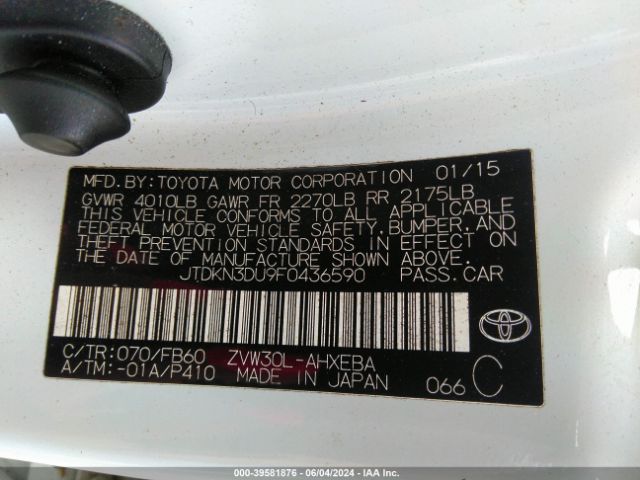 MFD.BY:TOYOTA MOTOR CORPORATION 01/15
GVWR 4010LB GAWR FR 2270LB RR 2175LB
THIS VEHICLE CONFORMS TO ALL APPLICABLE
FEDERAL MOTOR VEHICLE SAFETY,BUMPER,AND
THEFT PREVENTION STANDARDS IN EFFECT ON
THE DATE OF MANUFACTURE SHOWN ABOVE.
JTDKN3DU9F0436590 PASS.CAR
C/TR:070/FB60 ZVW30L-AHXEBA
A/TM:-01A/P410 MADE IN JAPAN 066 C
TOYOTA
000-39581876 - 06/04/2024 - IAA Inc.